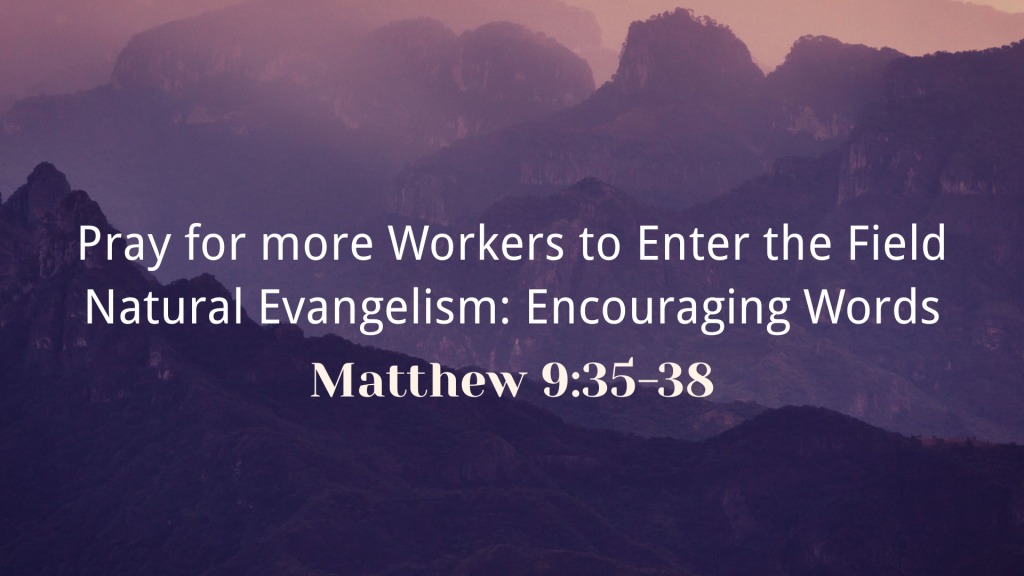 Pray for more Workers to Enter the Field
Natural Evangelism: Encouraging Words
Matthew 9:35-38